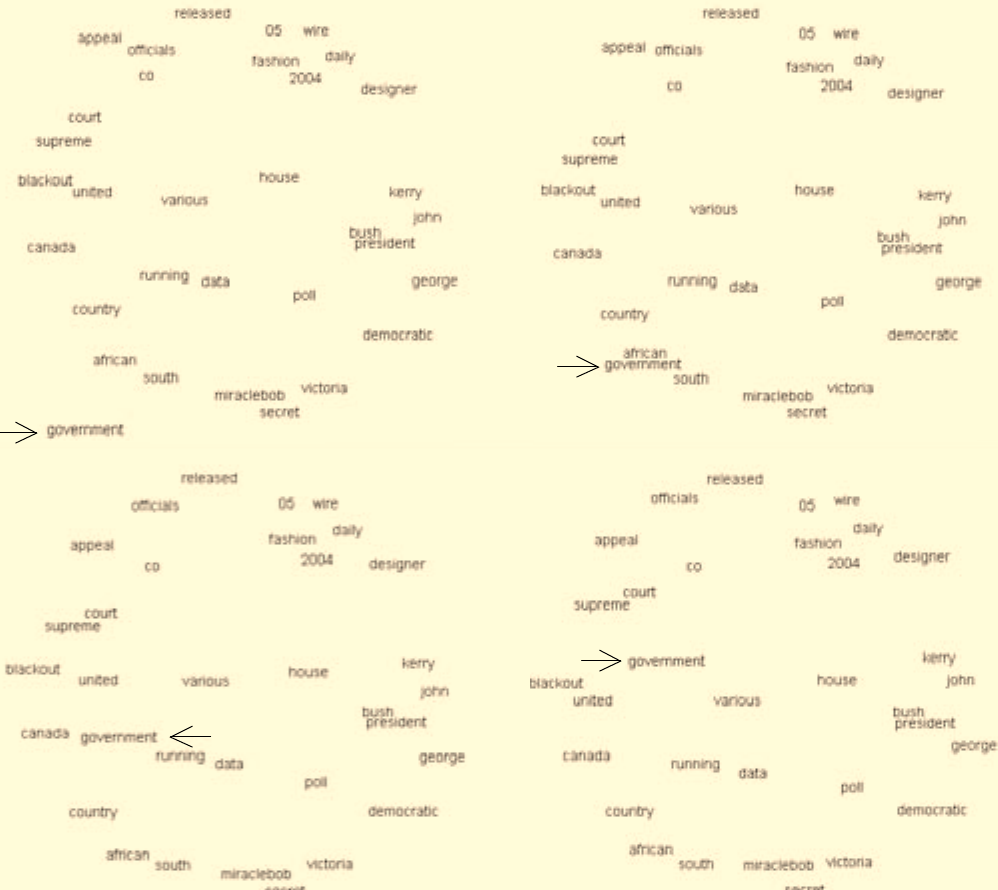 released
05 wire
appeal
officials
fashion daily
co
2004
designer
court
supreme
blackout
united
various
house
kerry
john
bush
president
canada
running data
poll
george
country
democratic
african
south
miraclebob victoria
secret
government
released
05 wire
appeal officials
fashion daily
co
2004
designer
court
supreme
blackout
united
various
house
kerry
john
bush
president
canada
running data
poll
george
country
democratic
african
government
south
miraclebob victoria
secret
released
officials
05 wire
appeal
fashion daily
co
2004
designer
court
supreme
blackout
united
various
house
kerry
john
bush
president
canada government
running data
poll
george
country
democratic
african
south
miraclebob victoria
secret
released
officials
05 wire
appeal
fashion daily
co
2004
designer
court
supreme
government
blackout
united
various
house
kerry
john
bush
president
canada
running data
poll
george
country
democratic
african
south
miraclebob victoria
secret